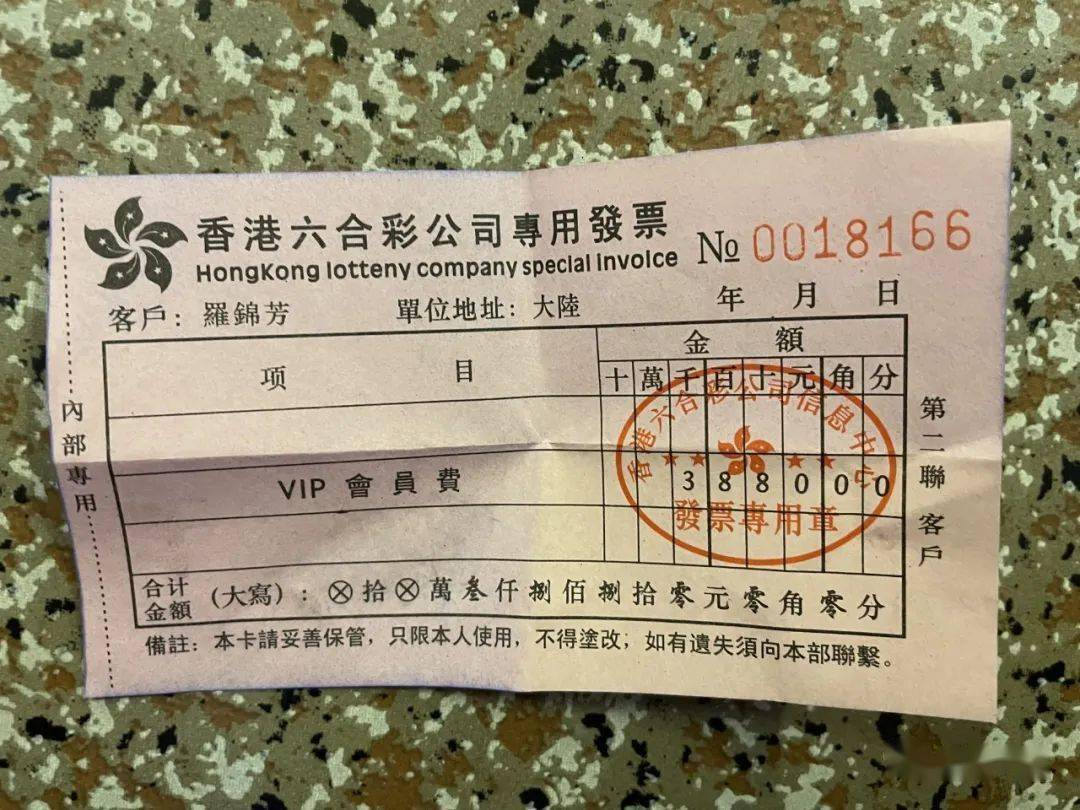 香港六合彩公司專用發票
HongKong lotteny company special Invoice
№ 0018166
客戶：羅錦芳 單位地址：大陸 年 月 日
项 目 金 額
十 萬 千 百 十 元 角 分
VIP 會員費 3 8 8 0 0 0
香港六合彩公司信息中心
發票專用章
合计金額（大寫）：ⓧ拾ⓧ萬叁仟捌佰捌拾零元零角零分
備註：本卡請妥善保管，只限本人使用，不得塗改，如有遺失須向本部聯繫。
內部專用
第二聯 客戶